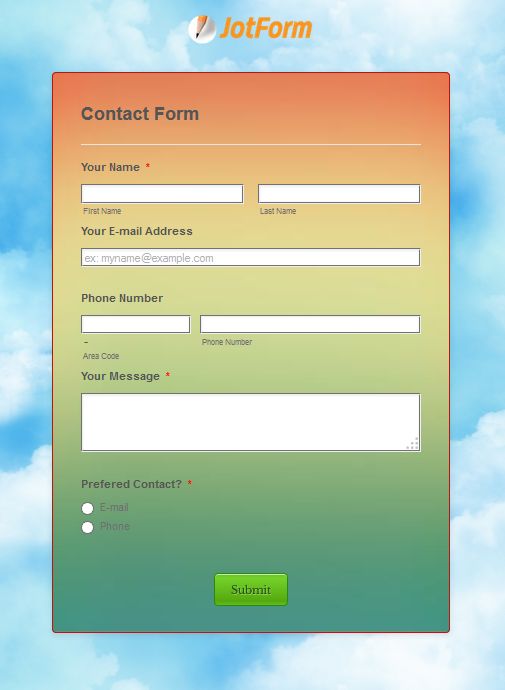 JotForm
Contact Form
Your Name *
First Name Last Name
Your E-mail Address
ex: myname@example.com
Phone Number
-
Area Code Phone Number
Your Message *
Prefered Contact? *
E-mail
Phone
Submit